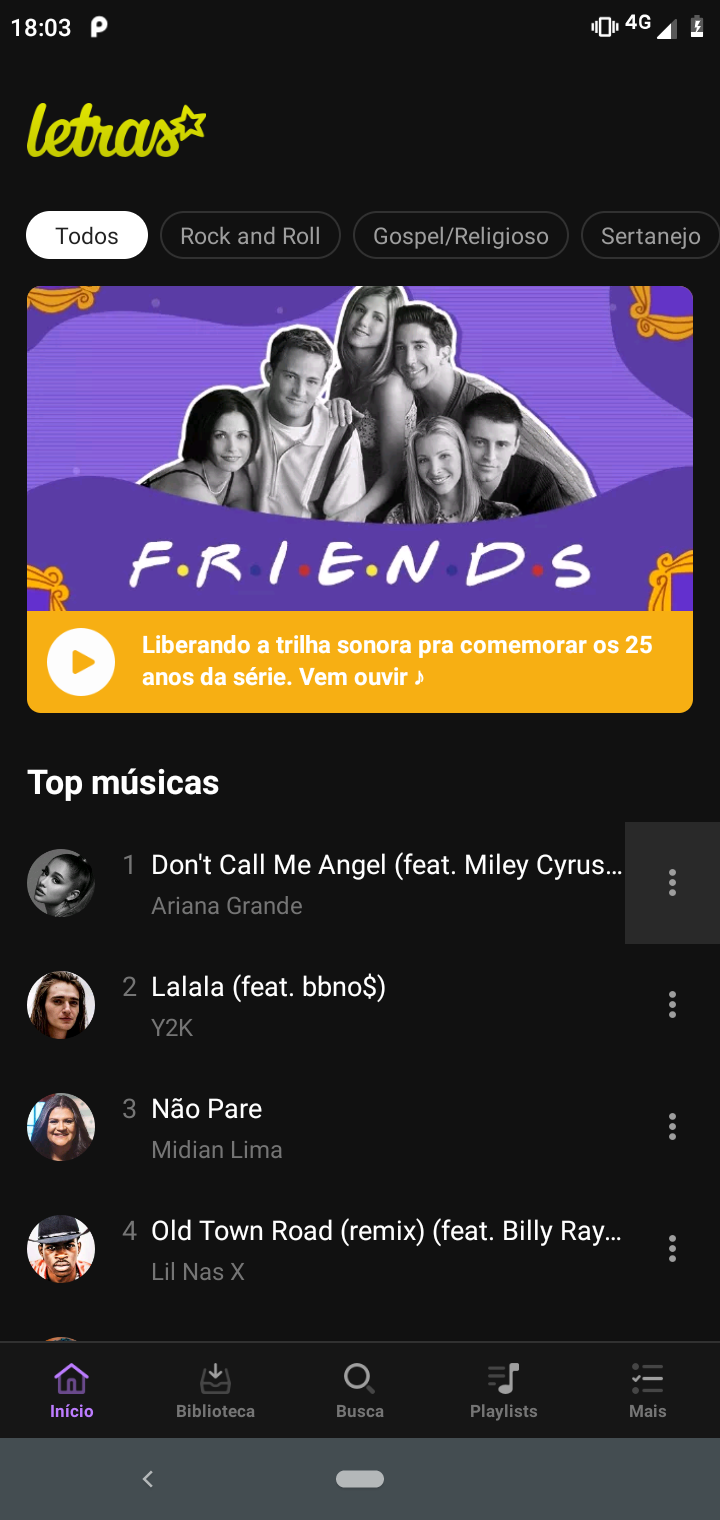 18:03
4G
letras
Todos
Rock and Roll
Gospel/Religioso
Sertanejo
F.R.I.E.N.D.S
Liberando a trilha sonora pra comemorar os 25
anos da série. Vem ouvir ♪
Top músicas
1 Don't Call Me Angel (feat. Miley Cyrus…
Ariana Grande
2 Lalala (feat. bbno$)
Y2K
3 Não Pare
Midian Lima
4 Old Town Road (remix) (feat. Billy Ray…
Lil Nas X
Início
Biblioteca
Busca
Playlists
Mais